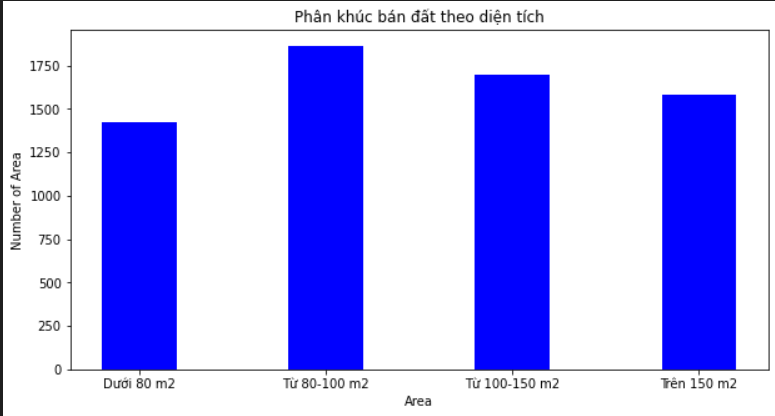 Phân khúc bán đất theo diện tích
Number of Area
1750
1500
1250
1000
750
500
250
0
Dưới 80 m2
Từ 80-100 m2
Từ 100-150 m2
Trên 150 m2
Area